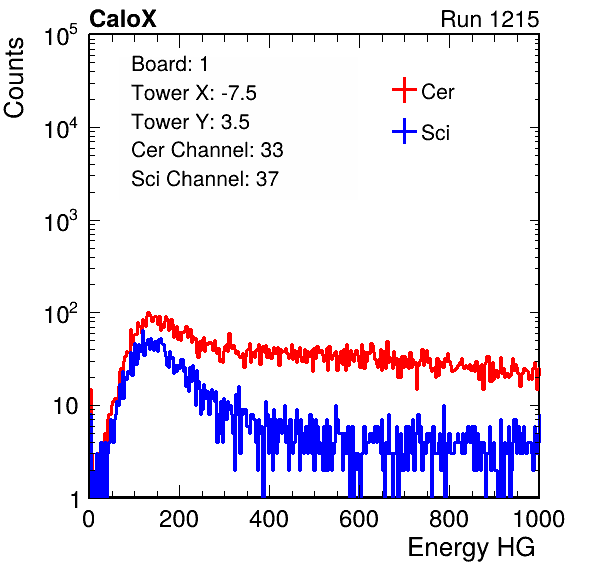 CaloX Run 1215
Counts
10^5
10^4
10^3
10^2
10
1
Board: 1
Tower X: -7.5
Tower Y: 3.5
Cer Channel: 33
Sci Channel: 37
Cer
Sci
0 200 400 600 800 1000
Energy HG